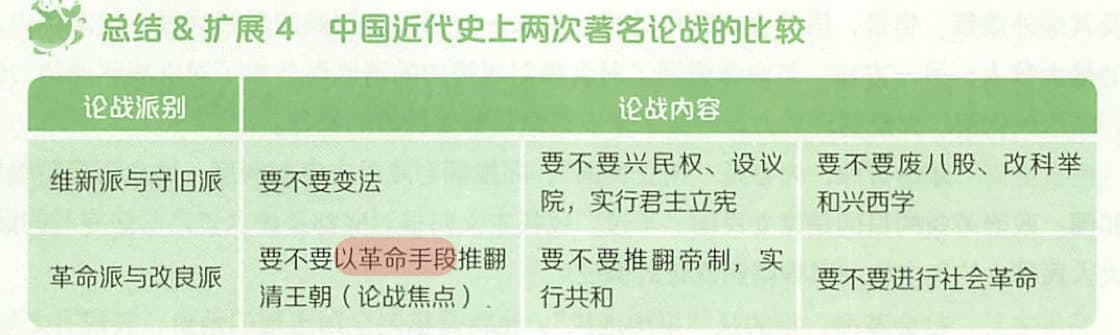 总结 & 扩展 4 中国近代史上两次著名论战的比较
论战派别 论战内容
维新派与守旧派 要不要变法 要不要兴民权、设议院，实行君主立宪 要不要废八股、改科举和兴西学
革命派与改良派 要不要以革命手段推翻清王朝（论战焦点） 要不要推翻帝制，实行共和 要不要进行社会革命